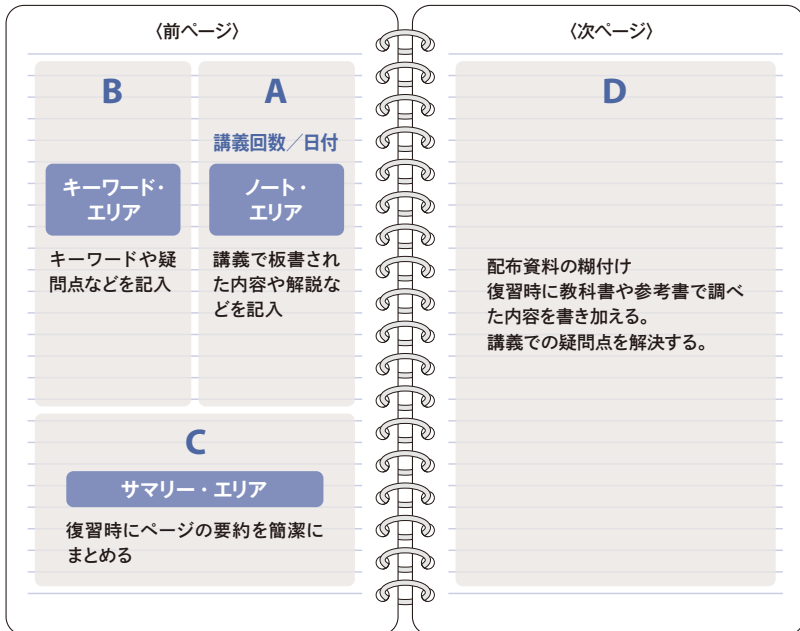 〈前ページ〉
B
キーワード・
エリア
キーワードや疑
問点などを記入
A
講義回数／日付
ノート・
エリア
講義で板書され
た内容や解説な
どを記入
C
サマリー・エリア
復習時にページの要約を簡潔に
まとめる
〈次ページ〉
D
配布資料の糊付け
復習時に教科書や参考書で調べ
た内容を書き加える。
講義での疑問点を解決する。